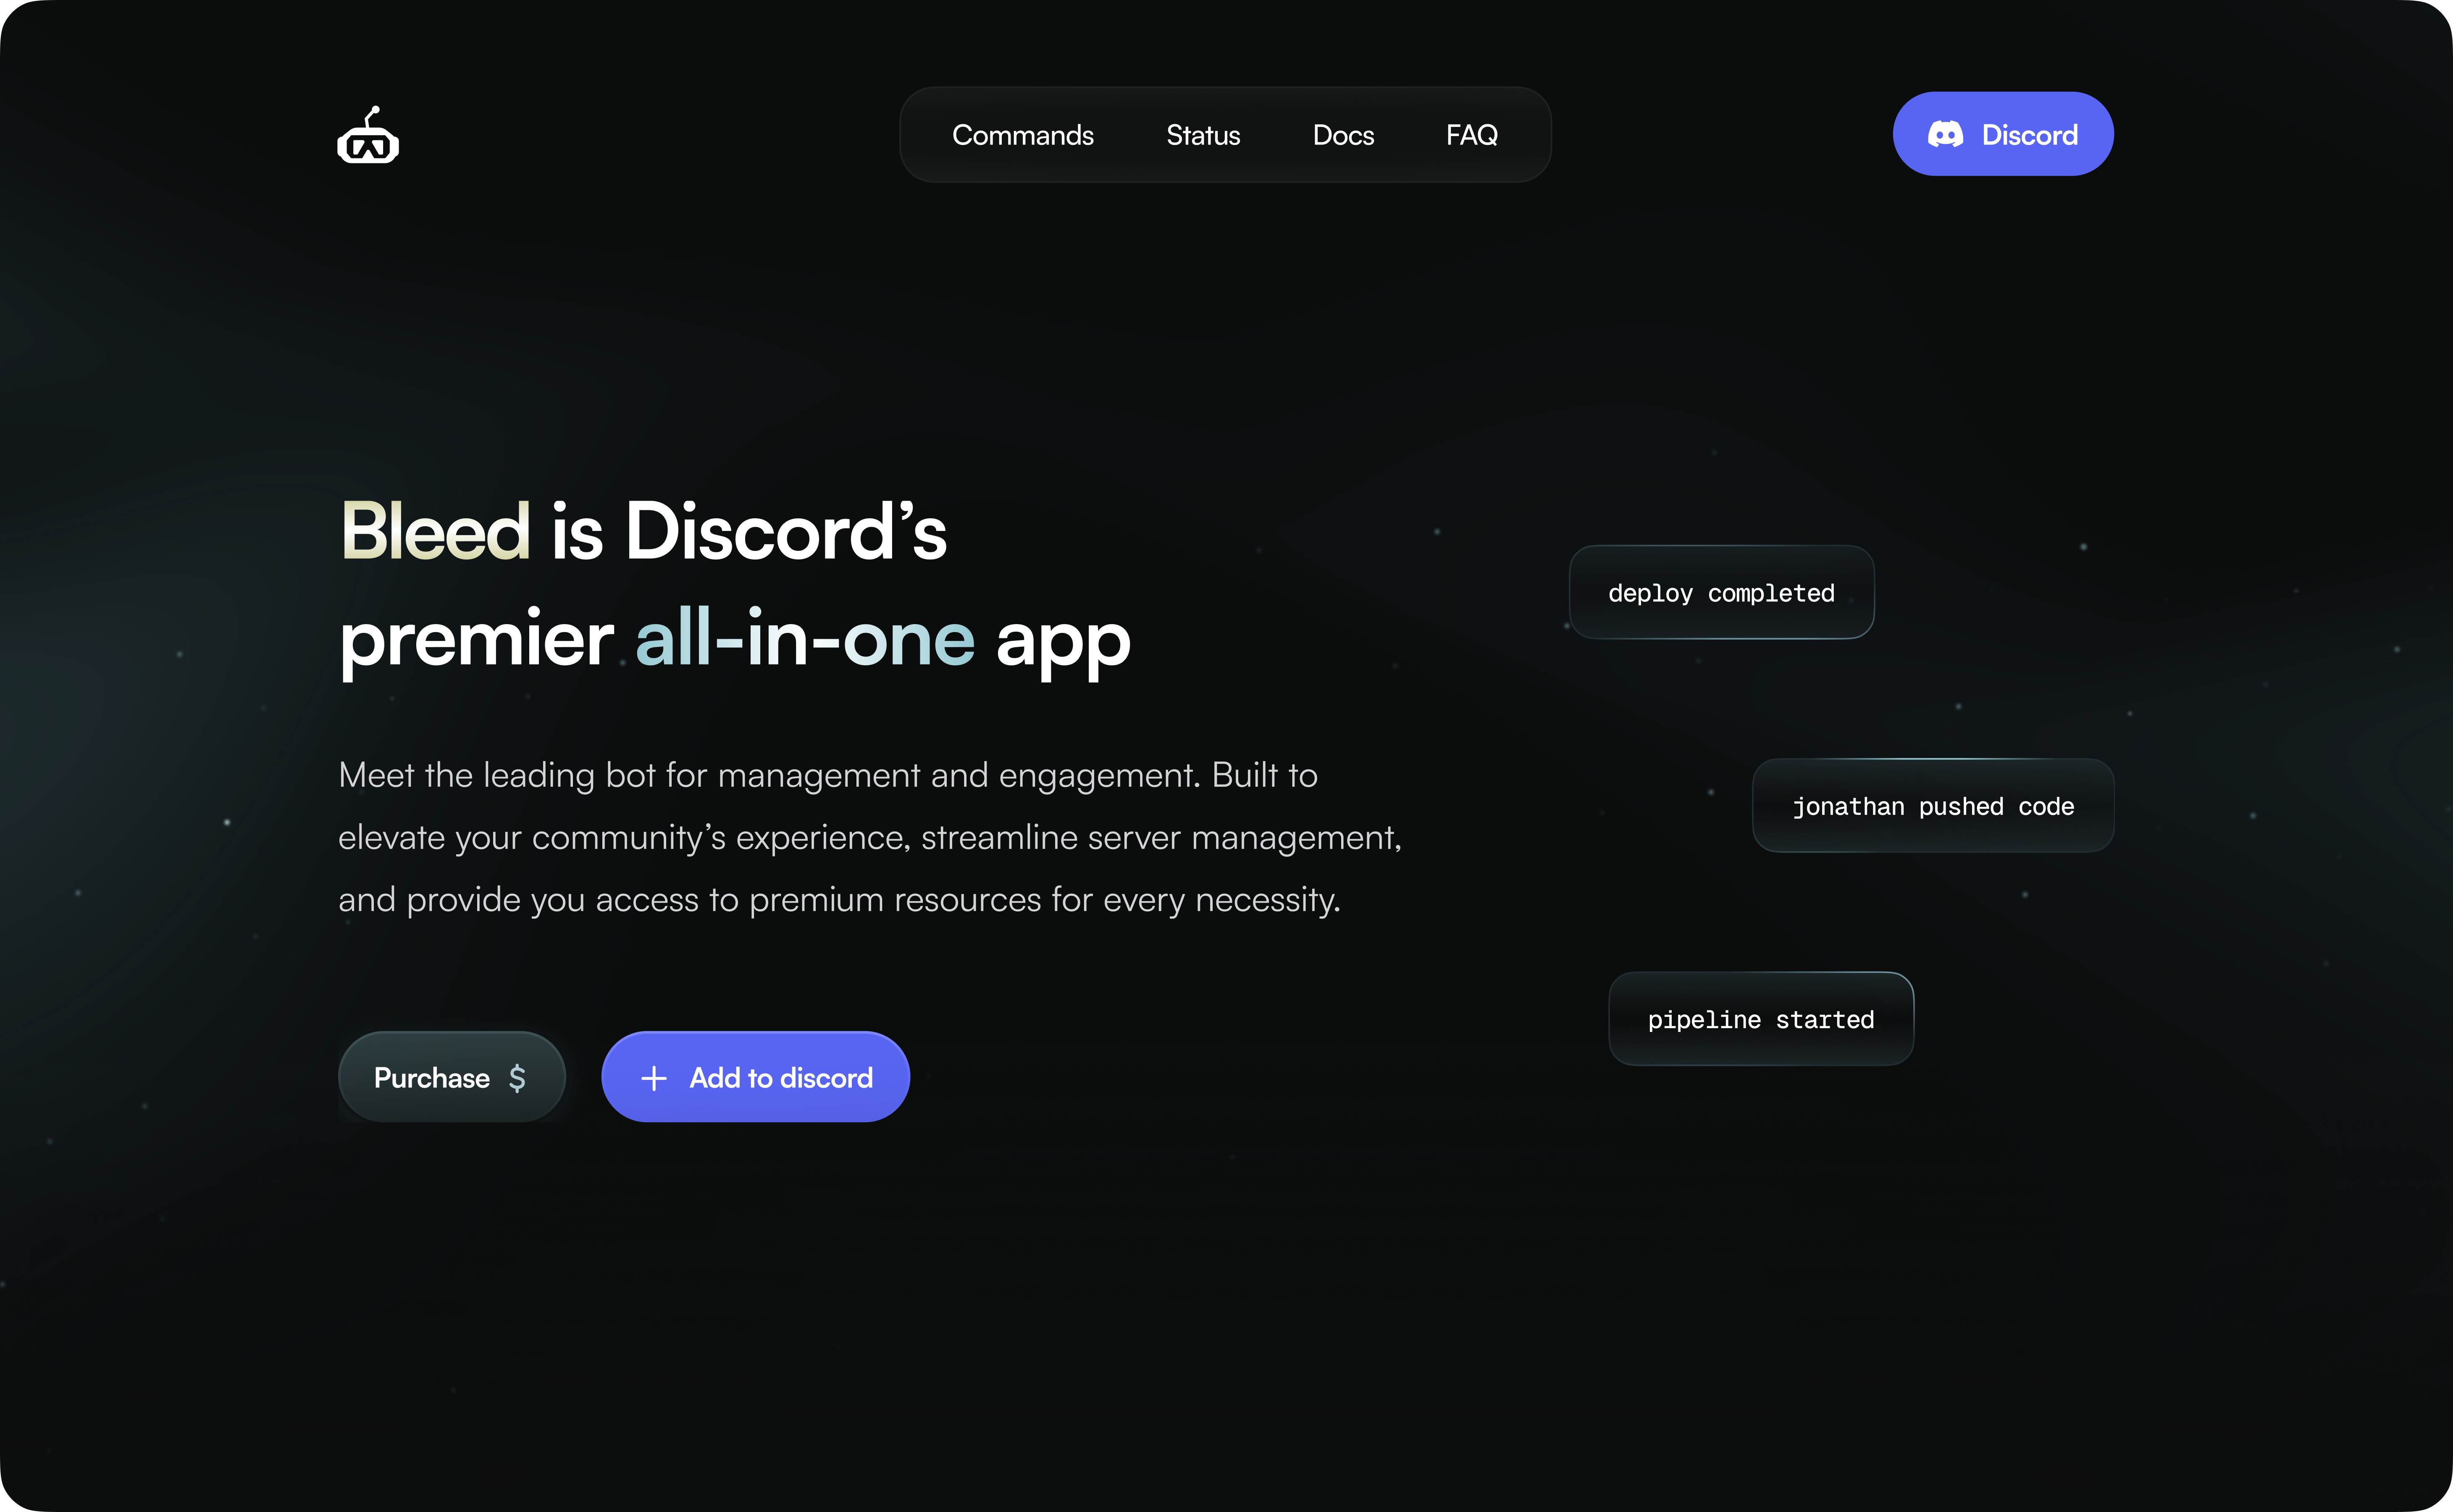 Commands
Status
Docs
FAQ
Discord
Bleed is Discord’s
premier all-in-one app
Meet the leading bot for management and engagement. Built to
elevate your community’s experience, streamline server management,
and provide you access to premium resources for every necessity.
Purchase $
+ Add to discord
deploy completed
jonathan pushed code
pipeline started